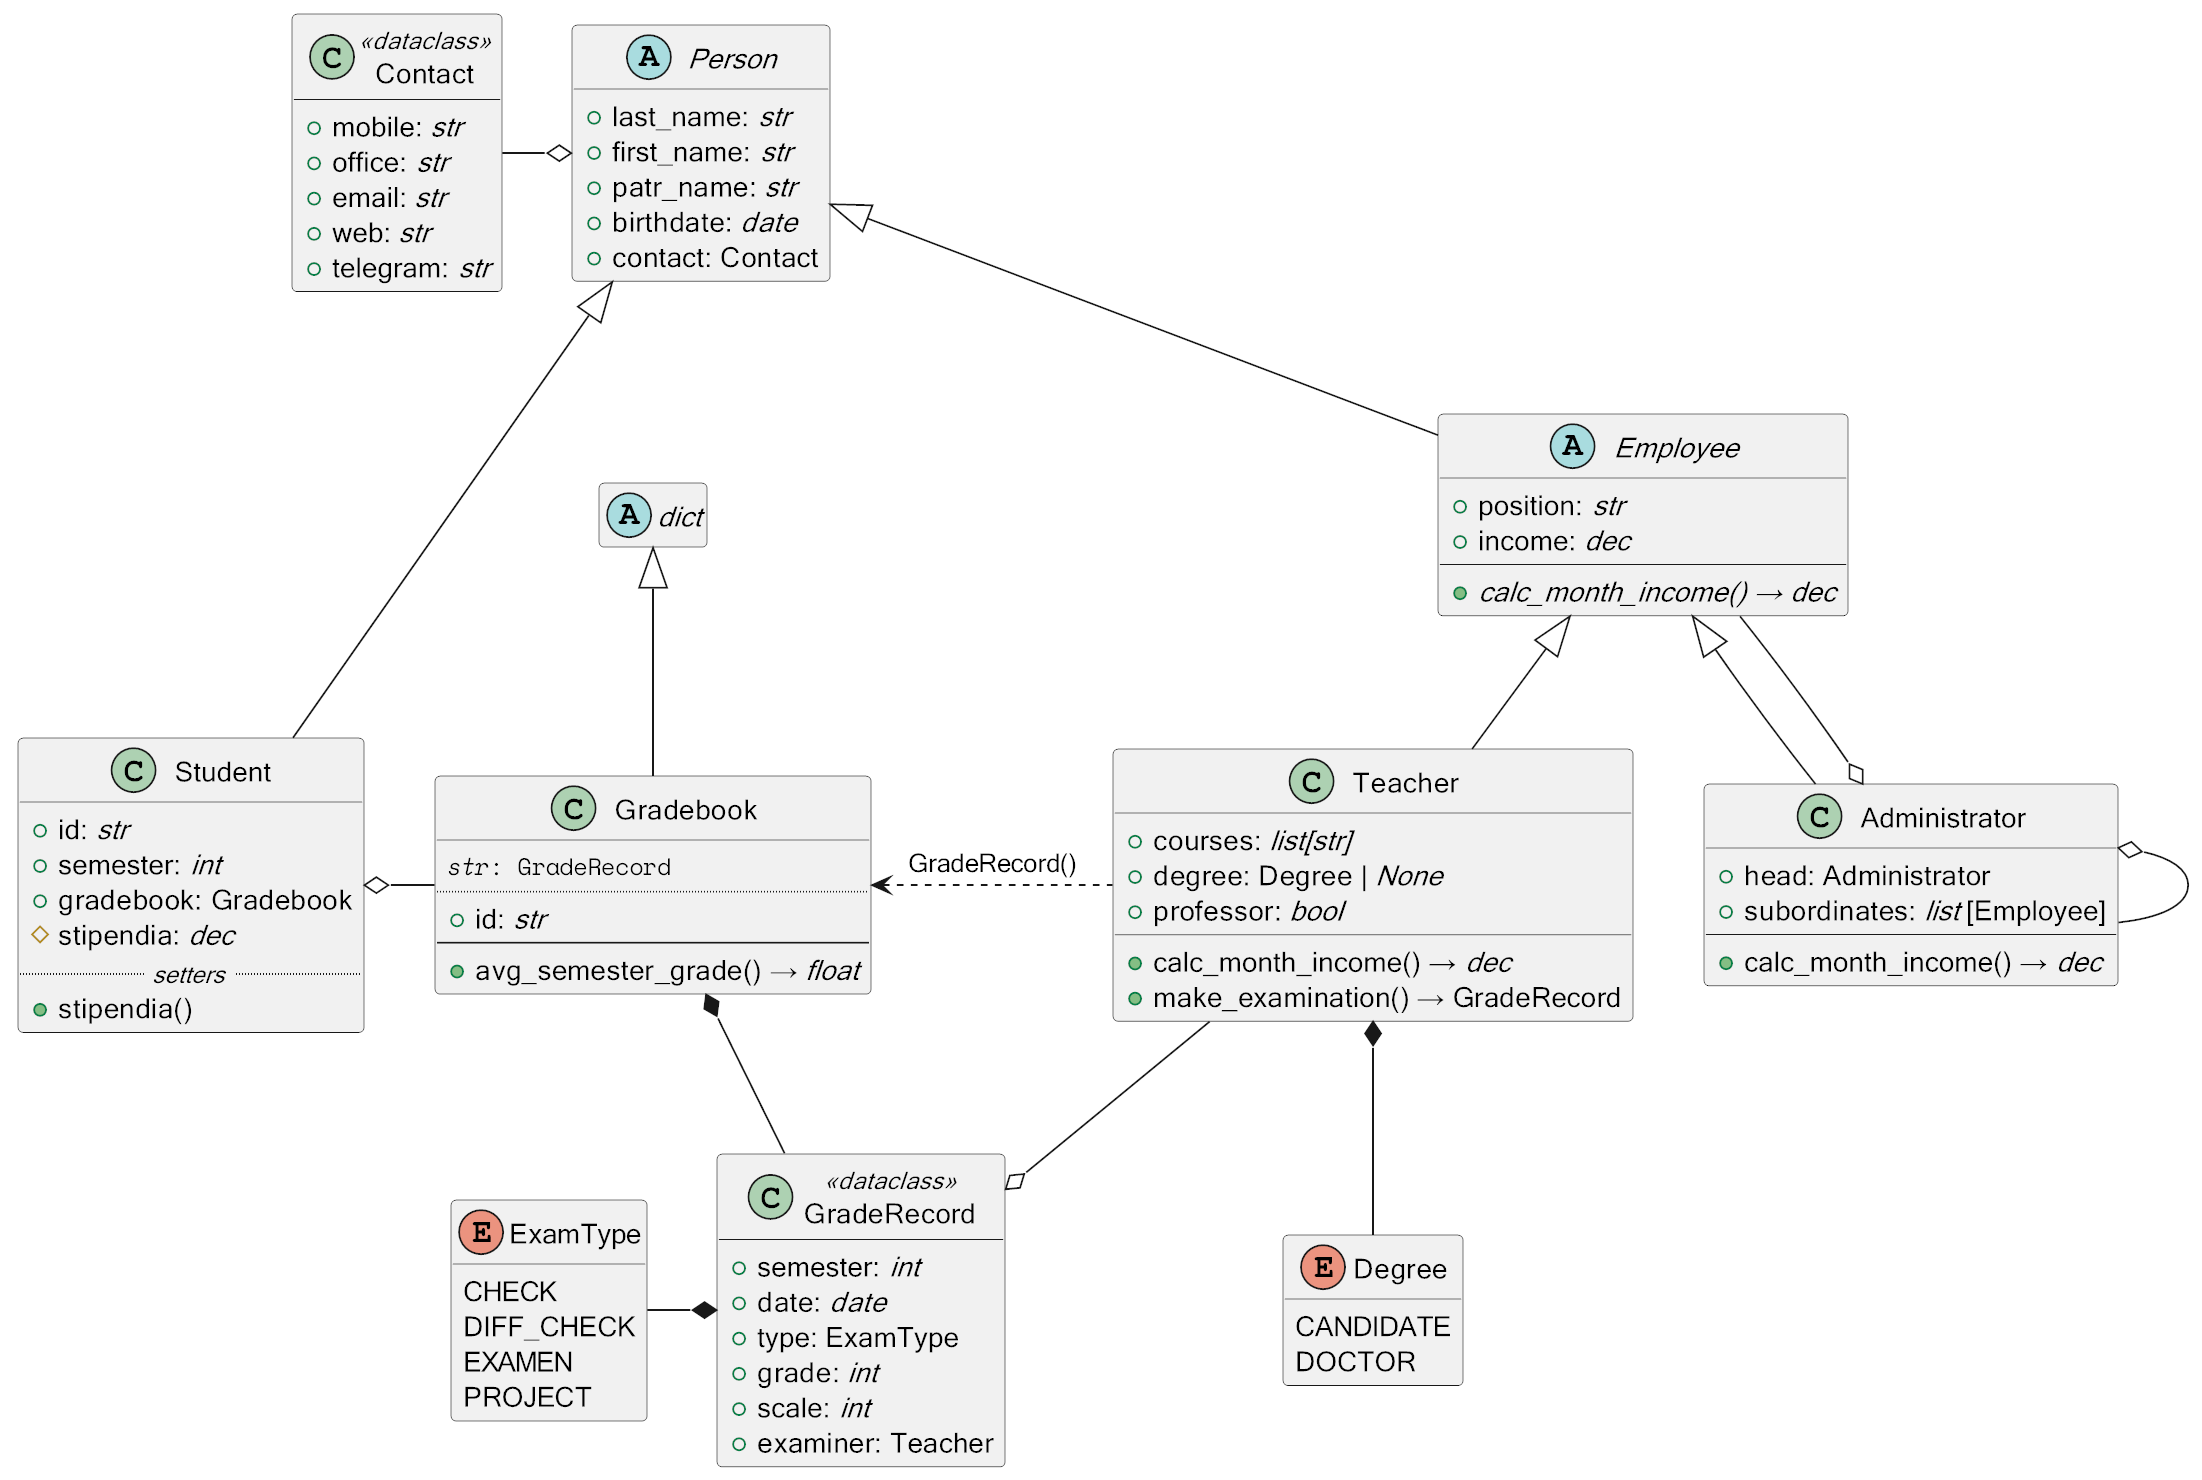 C
«dataclass»
Contact
mobile: str
office: str
email: str
web: str
telegram: str
A
Person
last_name: str
first_name: str
patr_name: str
birthdate: date
contact: Contact
A
Employee
position: str
income: dec
calc_month_income() → dec
A
dict
C
Student
id: str
semester: int
gradebook: Gradebook
stipendia: dec
setters
stipendia()
C
Gradebook
str: GradeRecord
id: str
avg_semester_grade() → float
GradeRecord()
C
Teacher
courses: list[str]
degree: Degree | None
professor: bool
calc_month_income() → dec
make_examination() → GradeRecord
C
Administrator
head: Administrator
subordinates: list [Employee]
calc_month_income() → dec
E
ExamType
CHECK
DIFF_CHECK
EXAMEN
PROJECT
C
«dataclass»
GradeRecord
semester: int
date: date
type: ExamType
grade: int
scale: int
examiner: Teacher
E
Degree
CANDIDATE
DOCTOR